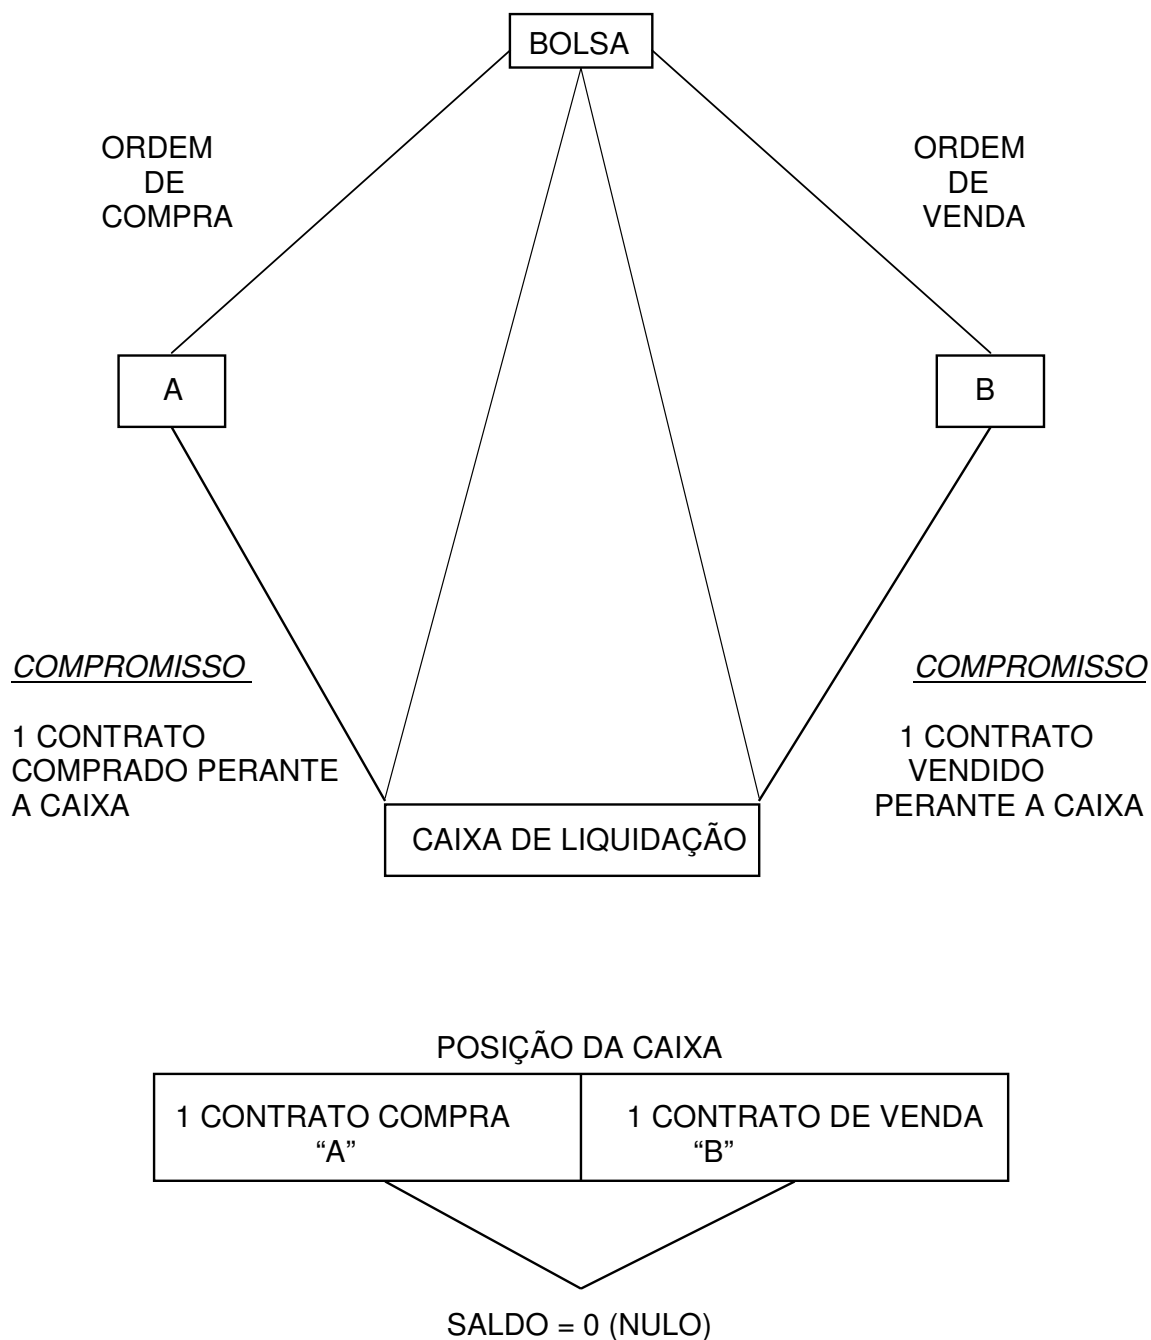 BOLSA
ORDEM
DE
COMPRA
ORDEM
DE
VENDA
A
B
COMPROMISSO
1 CONTRATO
COMPRADO PERANTE
A CAIXA
COMPROMISSO
1 CONTRATO
VENDIDO
PERANTE A CAIXA
CAIXA DE LIQUIDAÇÃO
POSIÇÃO DA CAIXA
1 CONTRATO COMPRA
“A”
1 CONTRATO DE VENDA
“B”
SALDO = 0 (NULO)